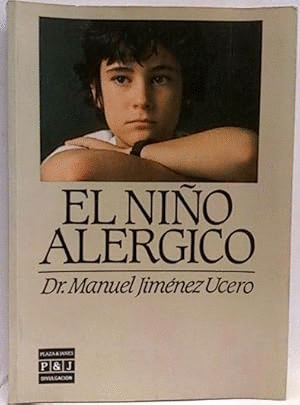 EL NIÑO
ALERGICO
Dr. Manuel Jiménez Ucero
PLAZA & JANES
P & J
DIVULGACION